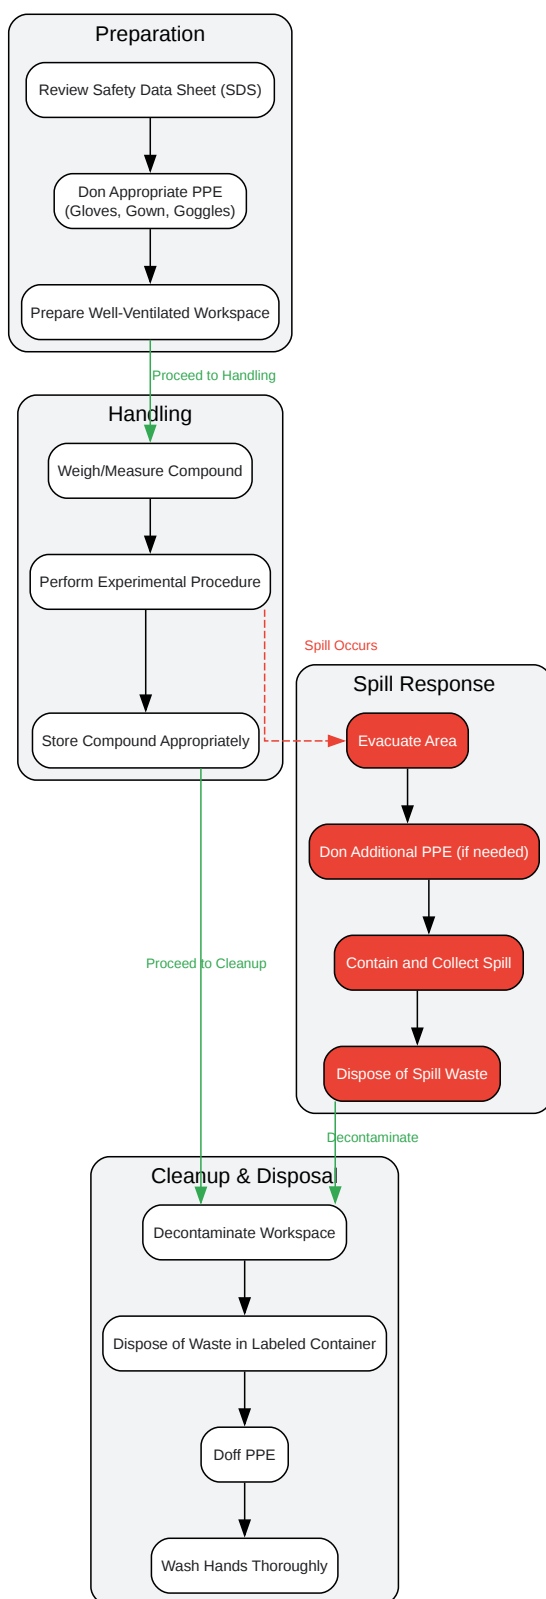 Preparation
Review Safety Data Sheet (SDS)
Don Appropriate PPE
(Gloves, Gown, Goggles)
Prepare Well-Ventilated Workspace
Proceed to Handling
Handling
Weigh/Measure Compound
Perform Experimental Procedure
Spill Occurs
Store Compound Appropriately
Spill Response
Evacuate Area
Don Additional PPE (if needed)
Contain and Collect Spill
Dispose of Spill Waste
Proceed to Cleanup
Decontaminate
Cleanup & Disposal
Decontaminate Workspace
Dispose of Waste in Labeled Container
Doff PPE
Wash Hands Thoroughly